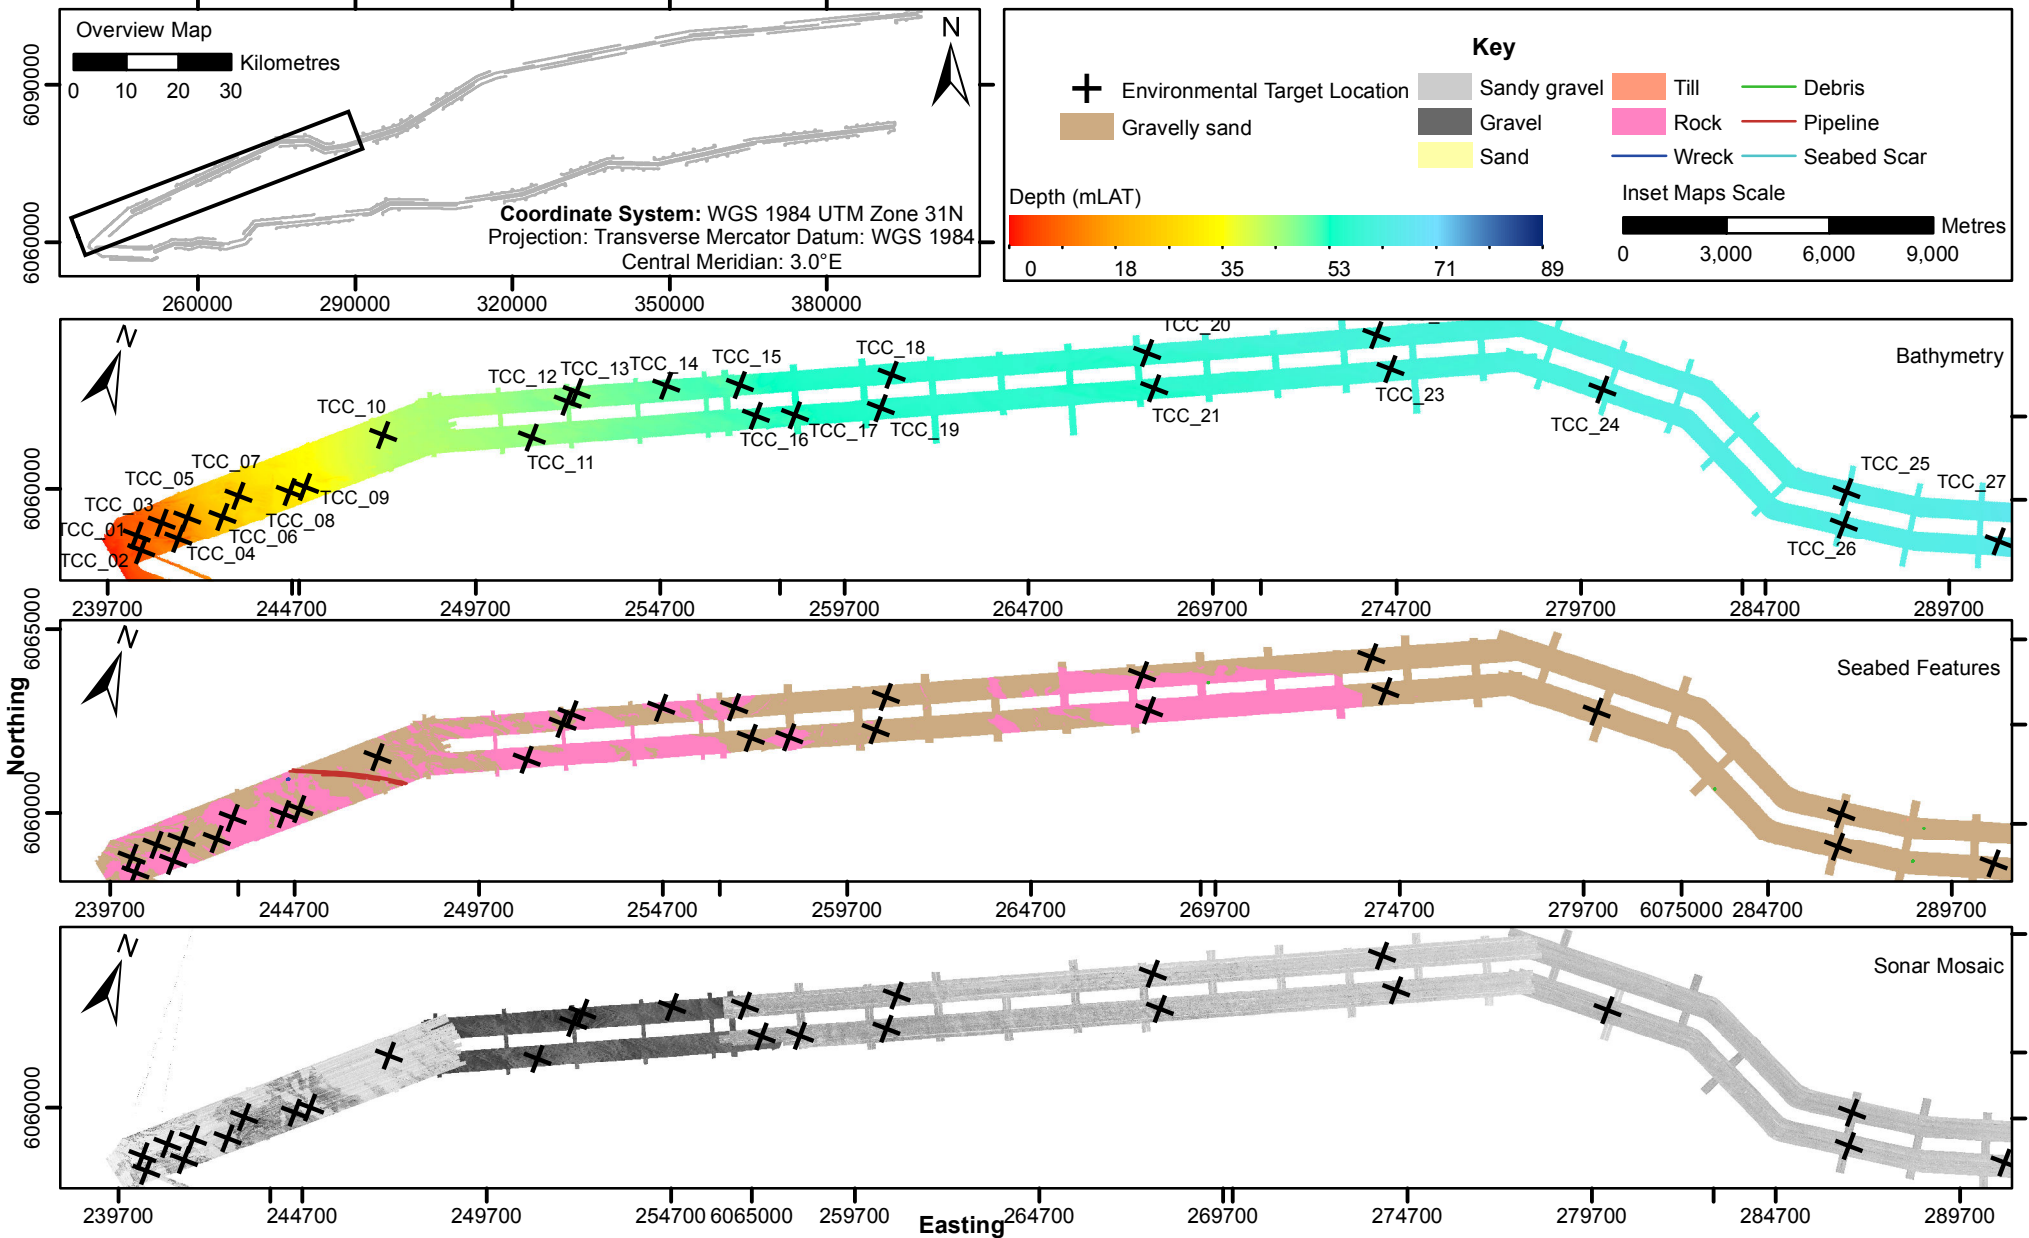 Overview Map
Kilometres
0 10 20 30
N
6090000
6060000
Coordinate System: WGS 1984 UTM Zone 31N
Projection: Transverse Mercator Datum: WGS 1984
Central Meridian: 3.0°E
260000 290000 320000 350000 380000
Key
Environmental Target Location
Gravelly sand
Sandy gravel
Gravel
Sand
Till
Rock
Wreck
Debris
Pipeline
Seabed Scar
Depth (mLAT)
0 18 35 53 71 89
Inset Maps Scale
Metres
0 3,000 6,000 9,000
N
Bathymetry
TCC_20
TCC_18
TCC_12 TCC_13 TCC_14 TCC_15
TCC_10
TCC_23
TCC_21
TCC_24
TCC_16 TCC_17 TCC_19
TCC_11
TCC_07
TCC_05
TCC_03
TCC_09
TCC_25
TCC_27
TCC_01
TCC_08
TCC_06
TCC_04
TCC_02
TCC_26
6060000
239700 244700 249700 254700 259700 264700 269700 274700 279700 284700 289700
N
Seabed Features
6065000
6060000
Northing
239700 244700 249700 254700 259700 264700 269700 274700 279700 6075000 284700 289700
N
Sonar Mosaic
6060000
239700 244700 249700 254700 6065000 259700 264700 269700 274700 279700 284700 289700
Easting